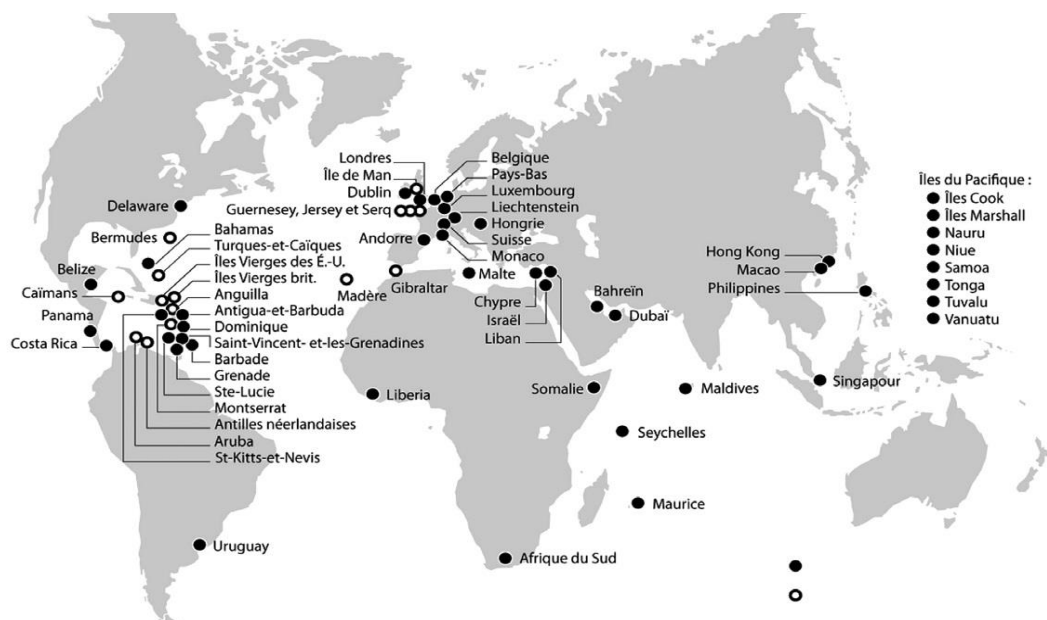 Londres
Île de Man
Dublin
Guernesey, Jersey et Serq
Andorre
Belgique
Pays-Bas
Luxembourg
Liechtenstein
Hongrie
Suisse
Monaco
Gibraltar
Madère
Malte
Chypre
Israël
Liban
Bahreïn
Dubaï
Delaware
Bermudes
Bahamas
Turques-et-Caïques
Îles Vierges des É.-U.
Îles Vierges brit.
Anguilla
Antigua-et-Barbuda
Dominique
Saint-Vincent- et-les-Grenadines
Barbade
Grenade
Ste-Lucie
Montserrat
Antilles néerlandaises
Aruba
St-Kitts-et-Nevis
Belize
Caïmans
Panama
Costa Rica
Uruguay
Liberia
Somalie
Seychelles
Maurice
Afrique du Sud
Maldives
Singapour
Hong Kong
Macao
Philippines
Îles du Pacifique :
Îles Cook
Îles Marshall
Nauru
Niue
Samoa
Tonga
Tuvalu
Vanuatu